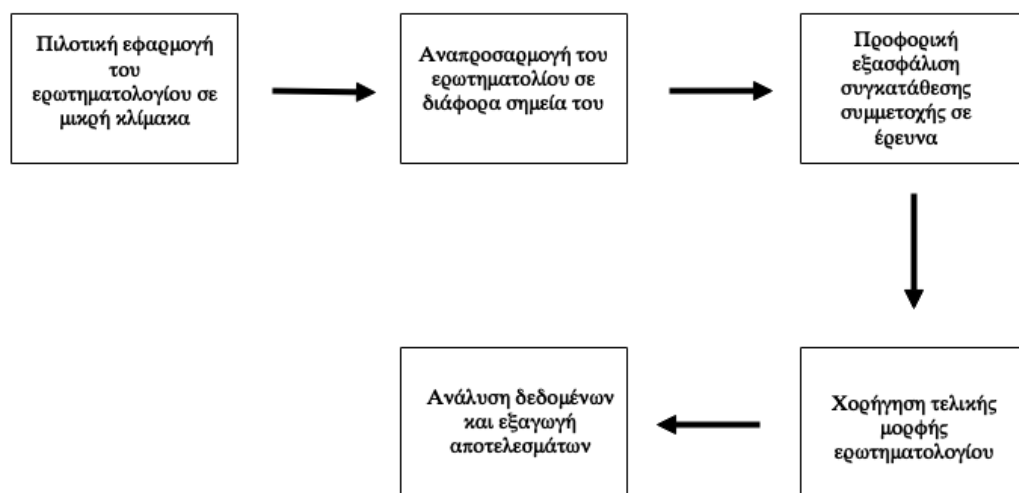 Πιλοτική εφαρμογή
του
ερωτηματολογίου σε
μικρή κλίμακα
Αναπροσαρμογή του
ερωτηματολίου σε
διάφορα σημεία του
Προφορική
εξασφάλιση
συγκατάθεσης
συμμετοχής σε
έρευνα
Χορήγηση τελικής
μορφής
ερωτηματολογίου
Ανάλυση δεδομένων
και εξαγωγή
αποτελεσμάτων